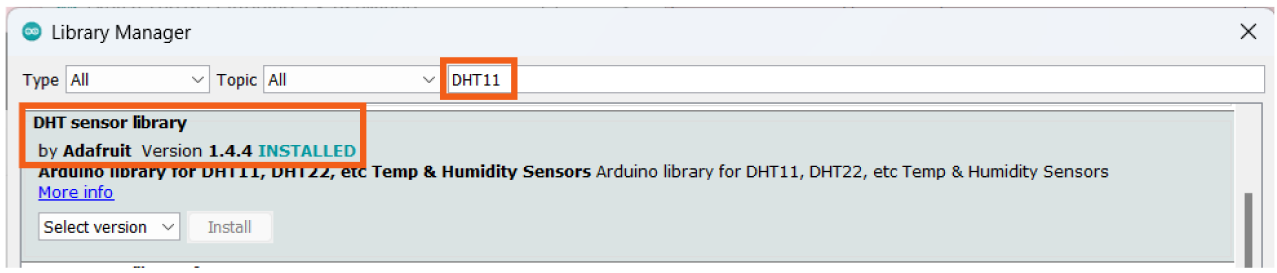 Library Manager
Type All Topic All DHT11
DHT sensor library
by Adafruit Version 1.4.4 INSTALLED
Arduino library for DHT11, DHT22, etc Temp & Humidity Sensors Arduino library for DHT11, DHT22, etc Temp & Humidity Sensors
More info
Select version Install